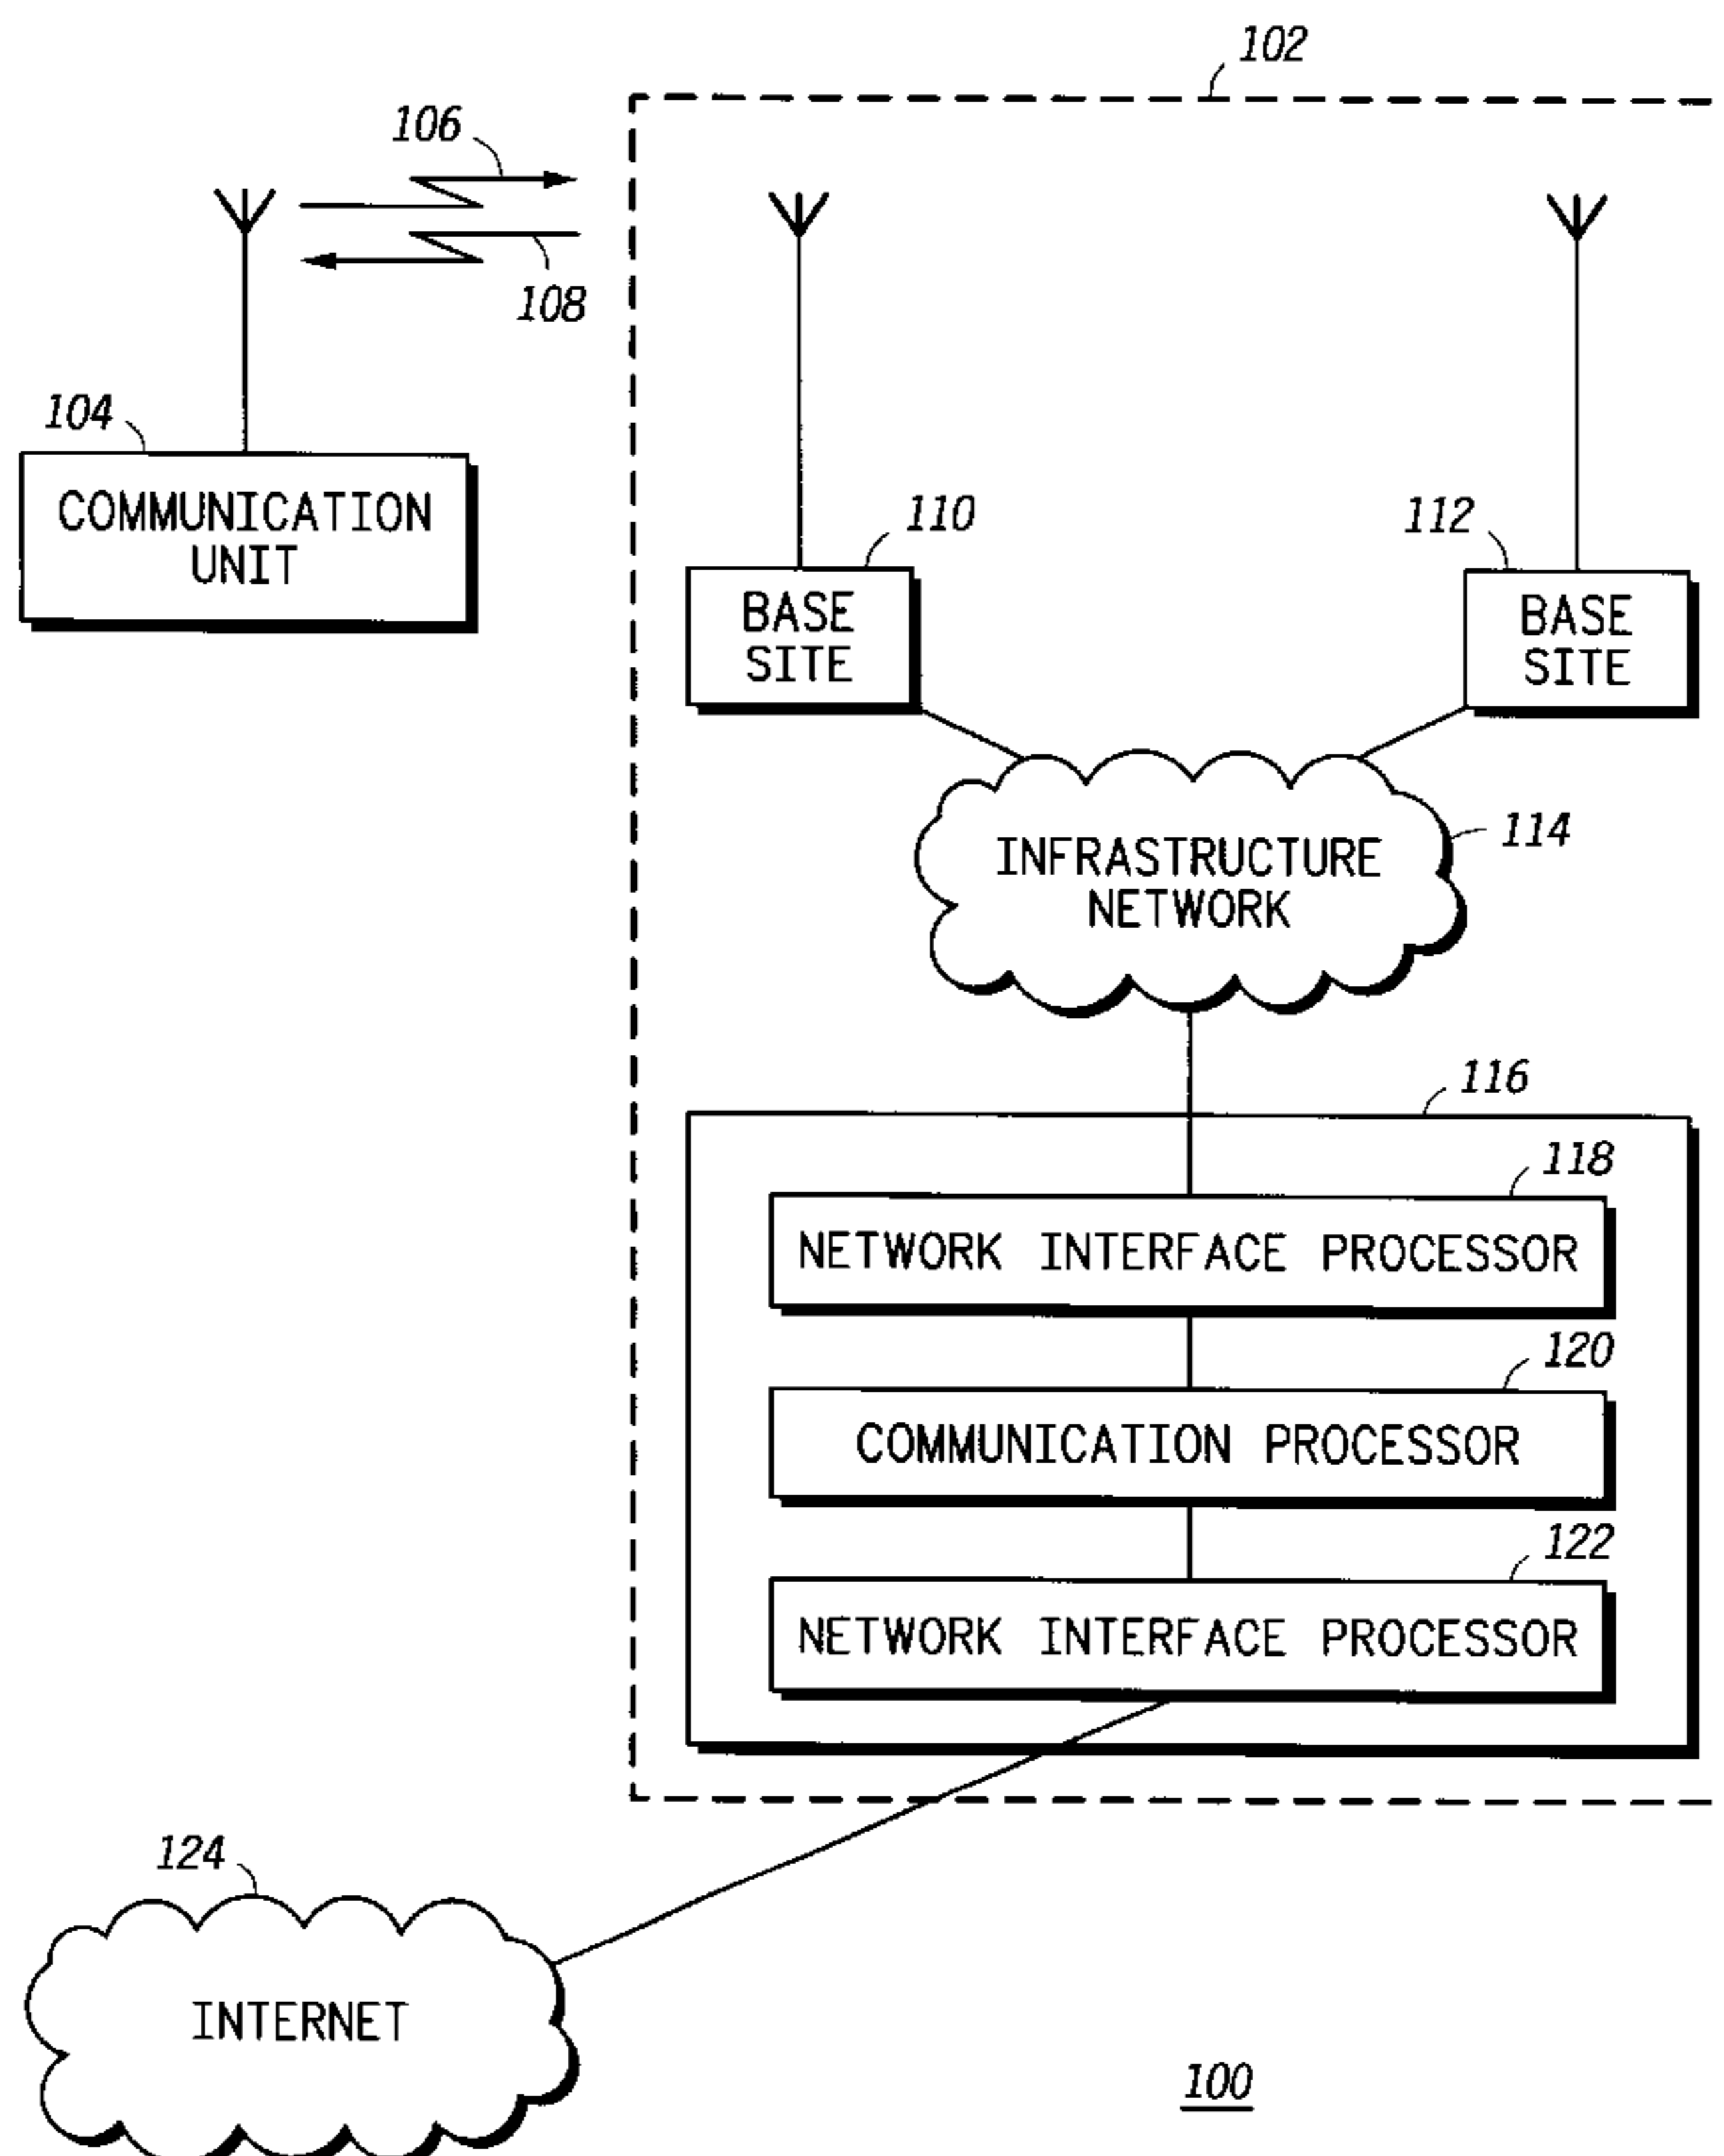 102
106
108
104
COMMUNICATION
UNIT
110
112
BASE
SITE
BASE
SITE
114
INFRASTRUCTURE
NETWORK
116
118
NETWORK INTERFACE PROCESSOR
120
COMMUNICATION PROCESSOR
122
NETWORK INTERFACE PROCESSOR
124
INTERNET
100